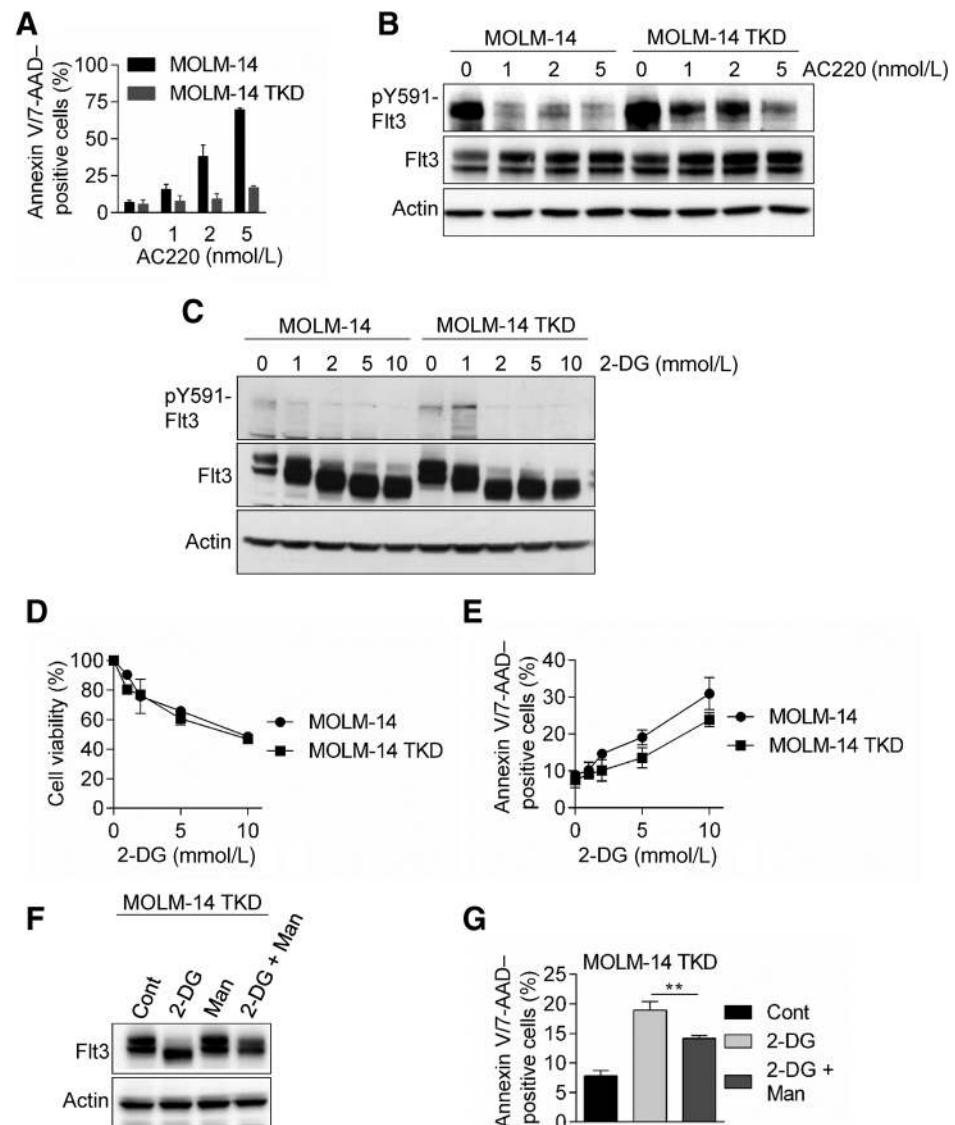 A
Annexin V/7-AAD–
positive cells (%)
100
75
50
25
0
MOLM-14
MOLM-14 TKD
0 1 2 5
AC220 (nmol/L)
B
MOLM-14 MOLM-14 TKD
0 1 2 5 0 1 2 5 AC220 (nmol/L)
pY591-
Flt3
Flt3
Actin
C
MOLM-14 MOLM-14 TKD
0 1 2 5 10 0 1 2 5 10 2-DG (mmol/L)
pY591-
Flt3
Flt3
Actin
D
Cell viability (%)
100
80
60
40
20
0
0 5 10
2-DG (mmol/L)
MOLM-14
MOLM-14 TKD
E
Annexin V/7-AAD–
positive cells (%)
40
30
20
10
0
0 5 10
2-DG (mmol/L)
MOLM-14
MOLM-14 TKD
F
MOLM-14 TKD
Cont 2-DG Man 2-DG + Man
Flt3
Actin
G
MOLM-14 TKD
Annexin V/7-AAD–
positive cells (%)
25
20
15
10
5
0
**
Cont
2-DG
2-DG +
Man